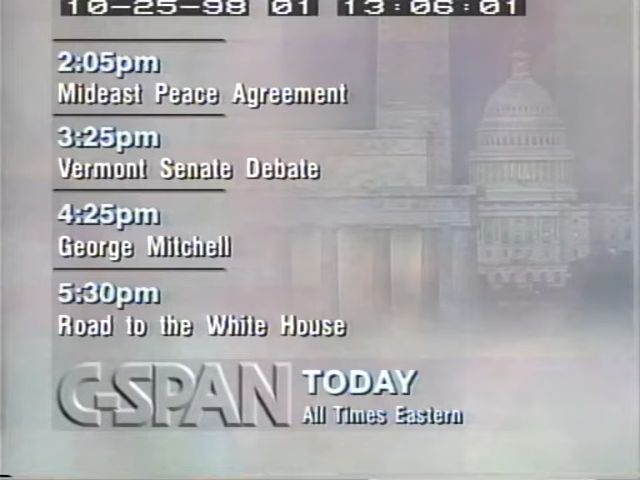 10-25-98 01 13:06:01
2:05pm
Mideast Peace Agreement
3:25pm
Vermont Senate Debate
4:25pm
George Mitchell
5:30pm
Road to the White House
C-SPAN TODAY
All Times Eastern